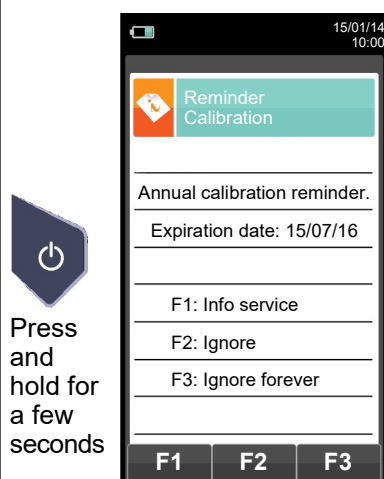 15/01/14
10:00
Reminder
Calibration
Annual calibration reminder.
Expiration date: 15/07/16
F1: Info service
F2: Ignore
F3: Ignore forever
Press
and
hold for
a few
seconds
F1 F2 F3